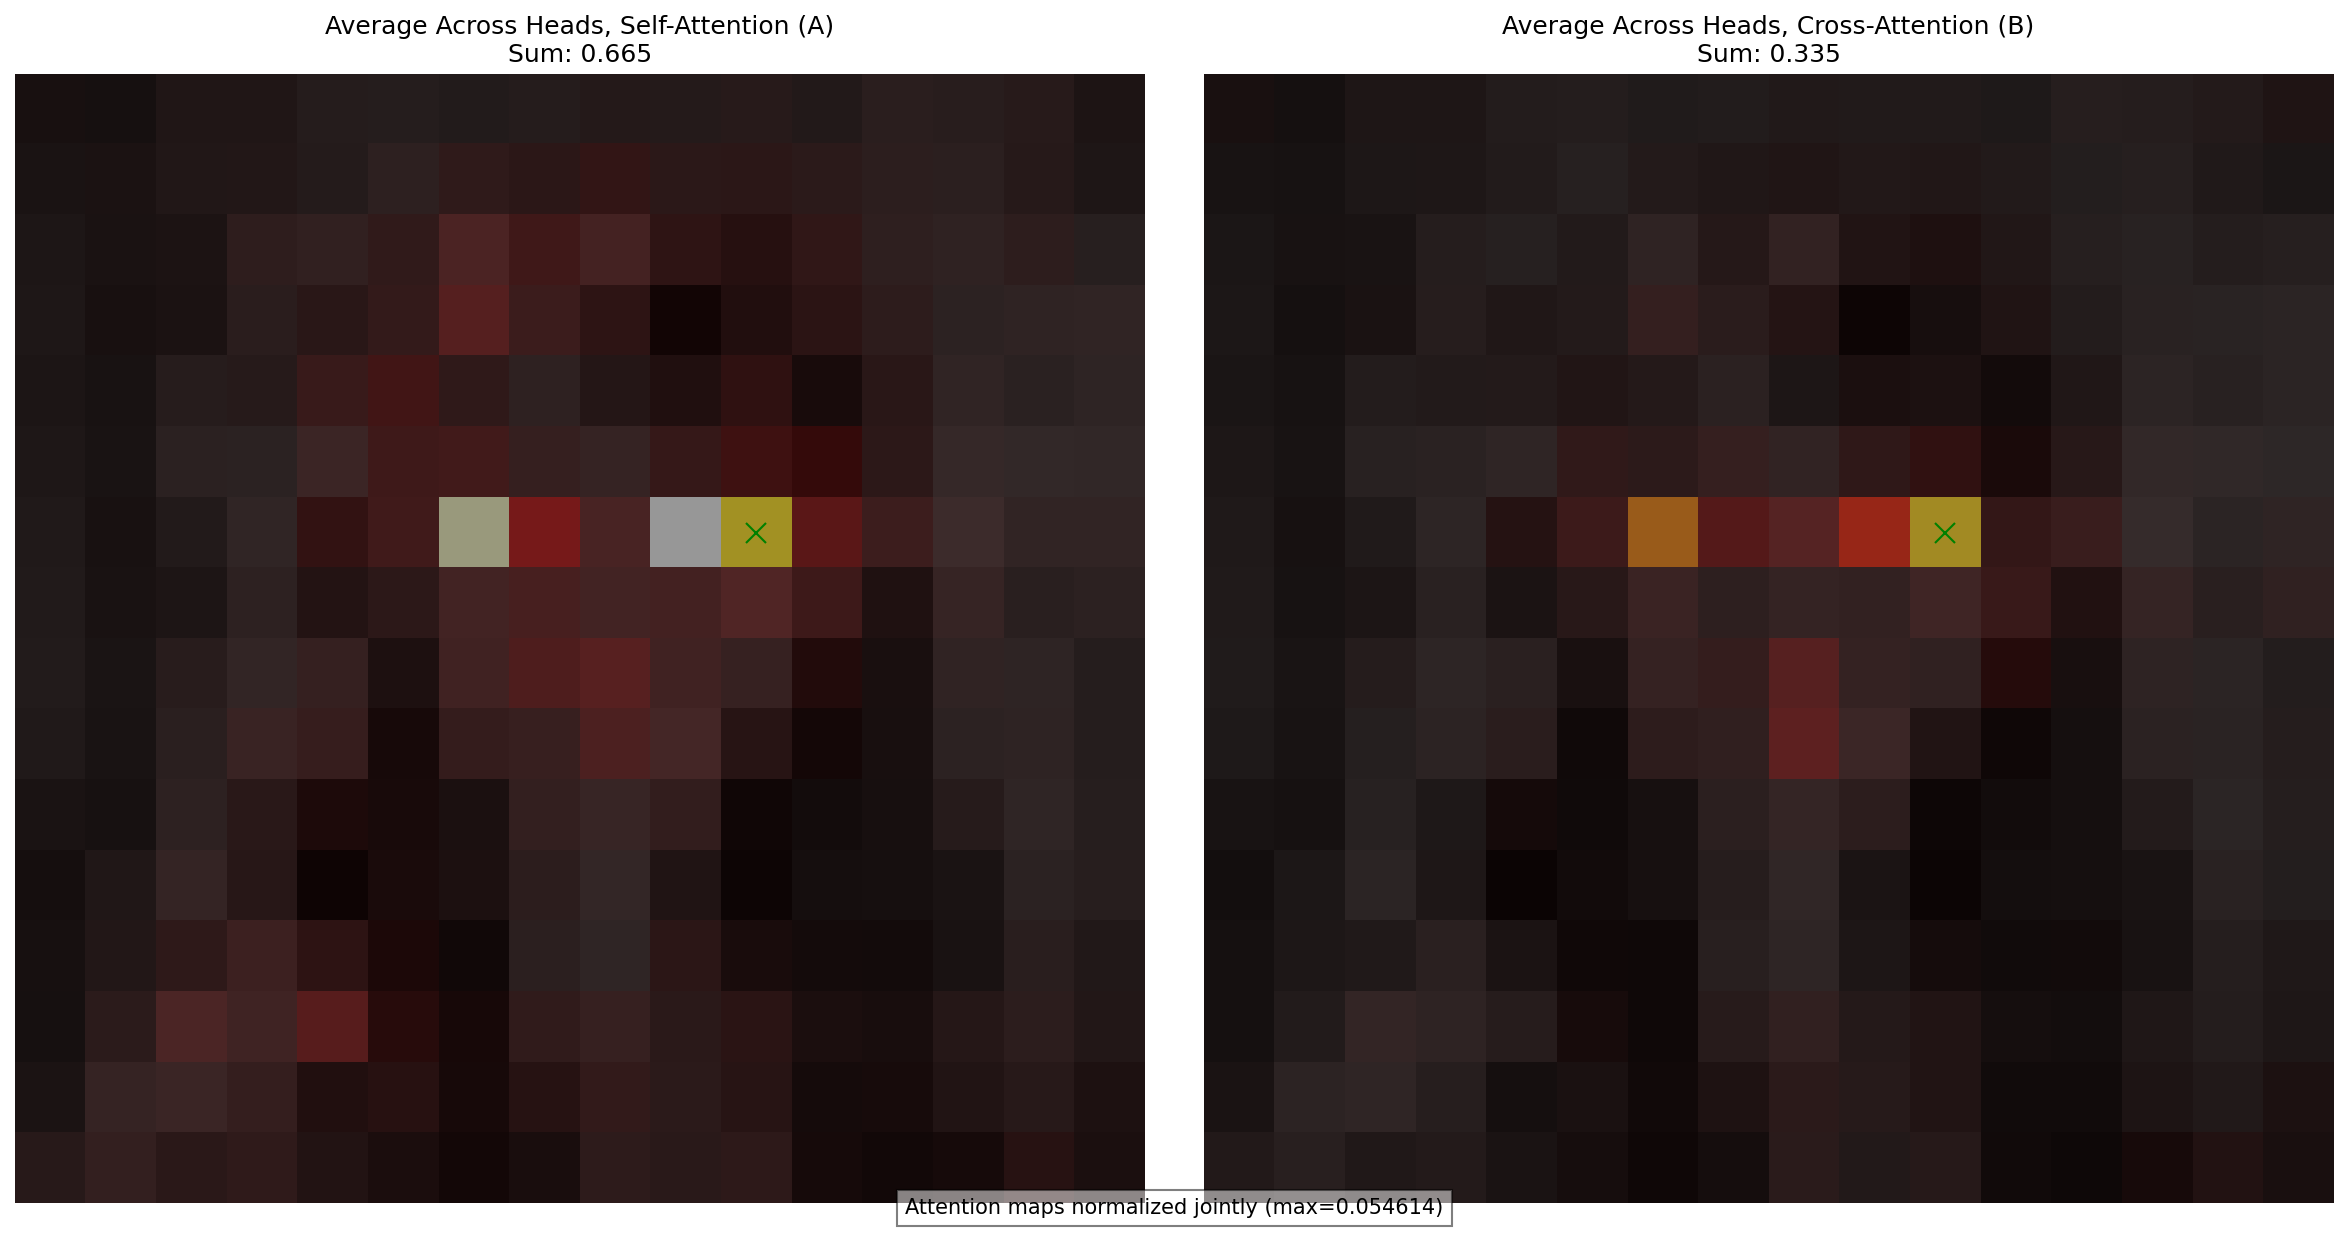 Average Across Heads, Self-Attention (A)
Sum: 0.665
Average Across Heads, Cross-Attention (B)
Sum: 0.335
Attention maps normalized jointly (max=0.054614)